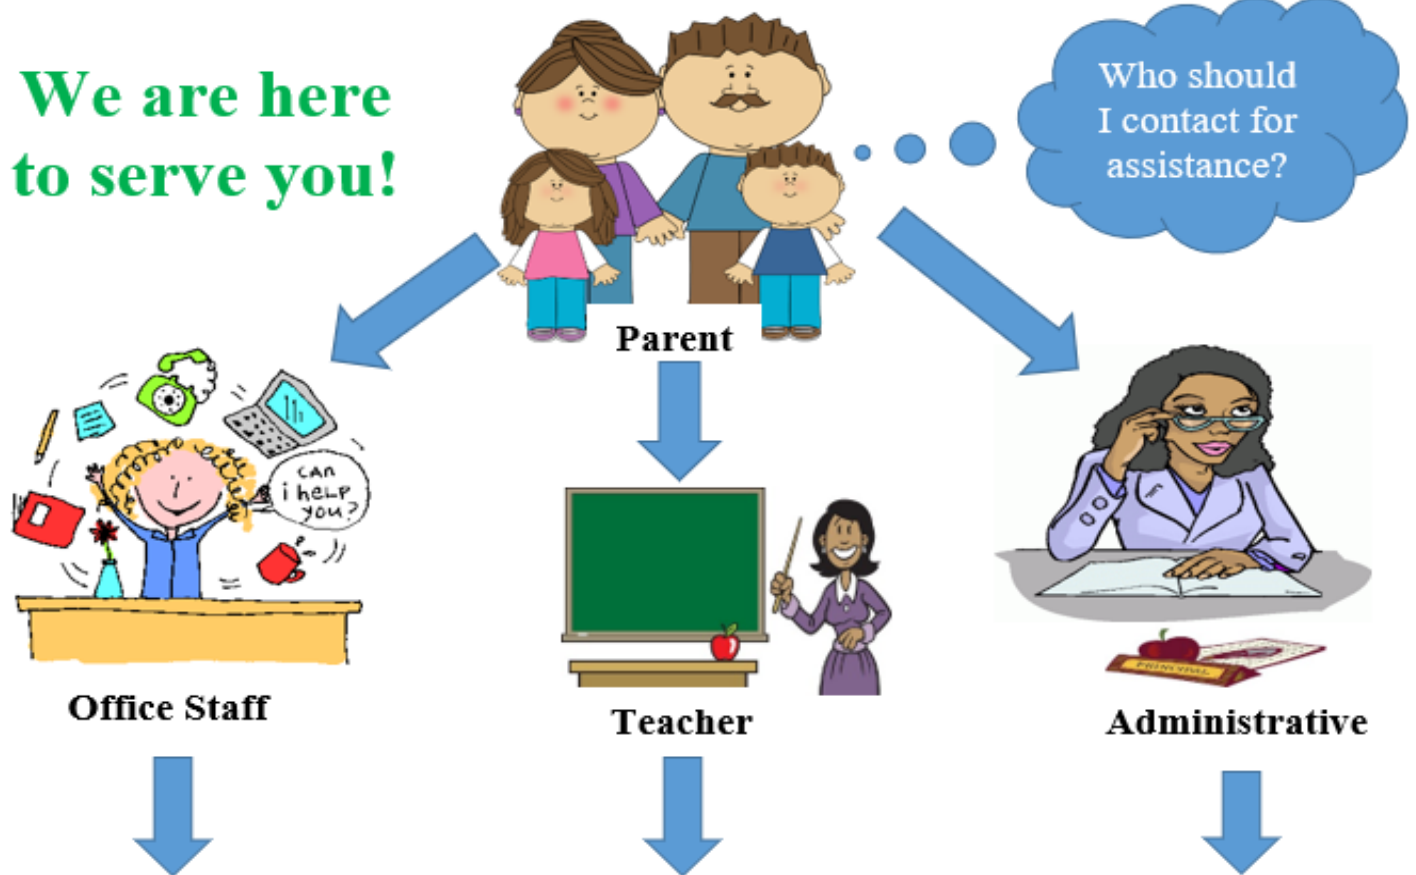 We are here
to serve you!
Who should
I contact for
assistance?
Parent
CAN
i HELP
YOU?
PRINCIPAL
Office Staff
Teacher
Administrative